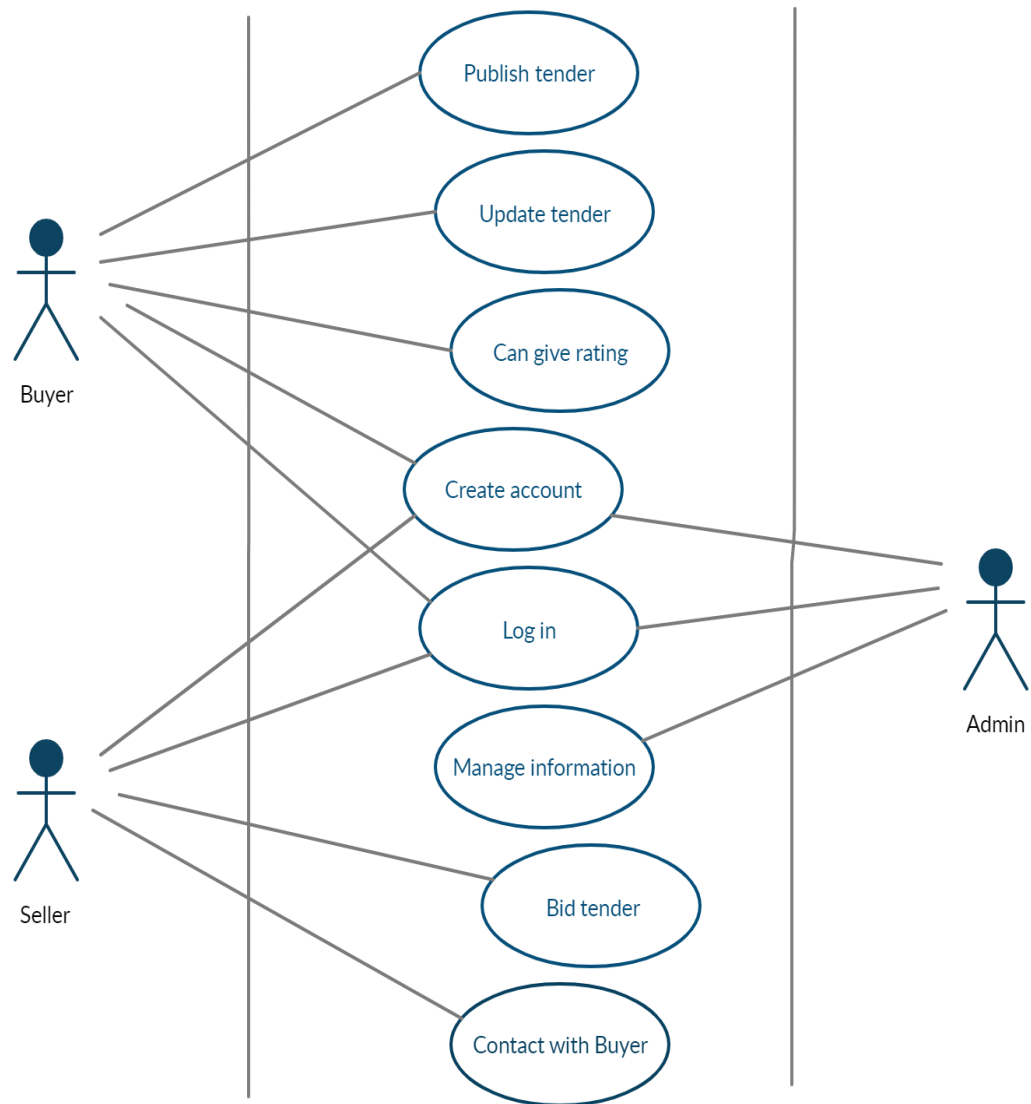 Publish tender
Update tender
Can give rating
Buyer
Create account
Log in
Admin
Manage information
Bid tender
Seller
Contact with Buyer